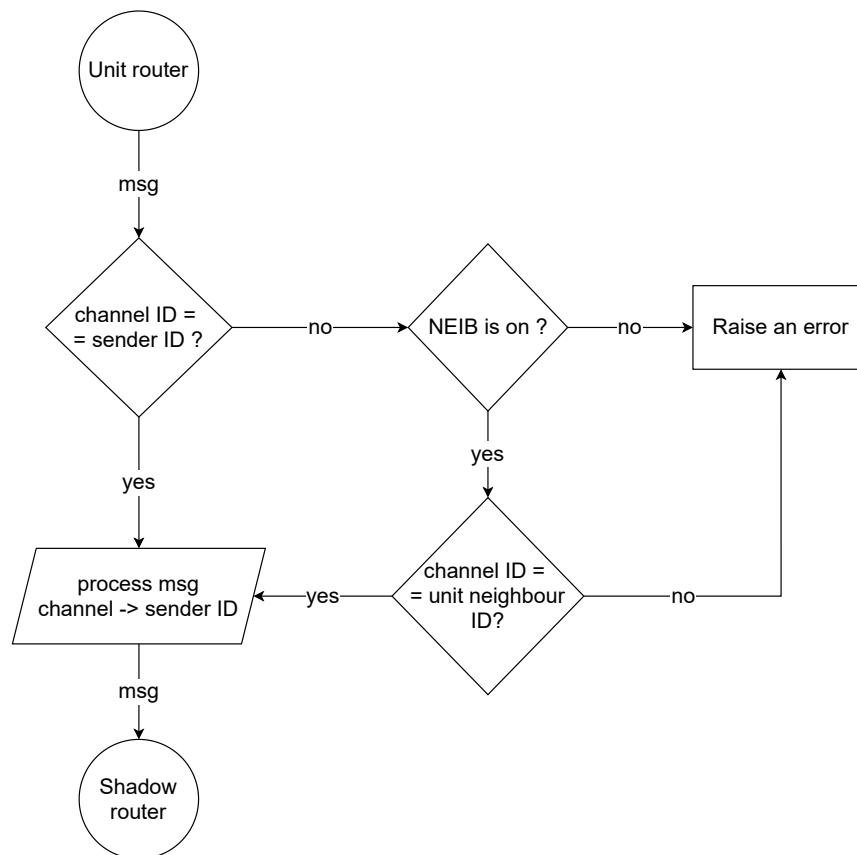 Unit router
msg
channel ID =
= sender ID ?
no
NEIB is on ?
no
Raise an error
yes
yes
process msg
channel -> sender ID
yes
channel ID =
= unit neighbour
ID?
no
msg
Shadow
router